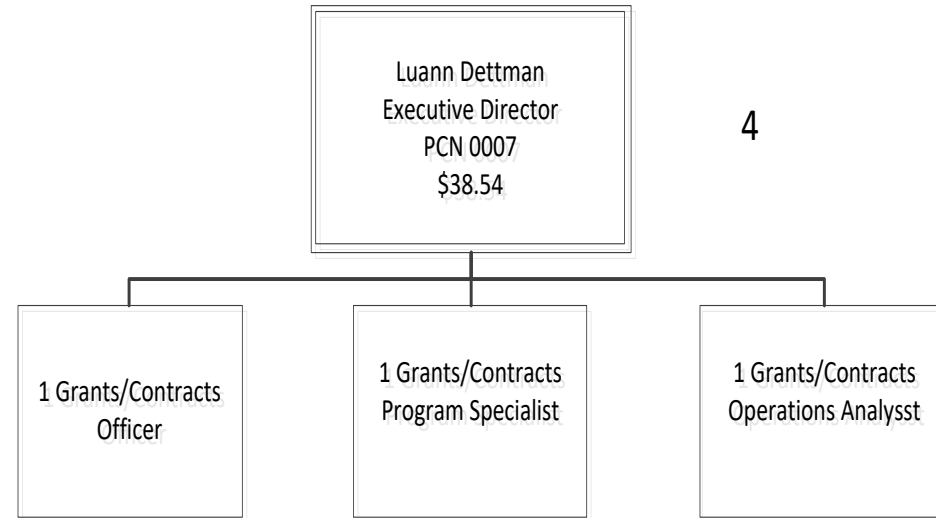 Luann Dettman
Executive Director
PCN 0007
$38.54
4
1 Grants/Contracts
Officer
1 Grants/Contracts
Program Specialist
1 Grants/Contracts
Operations Analysst